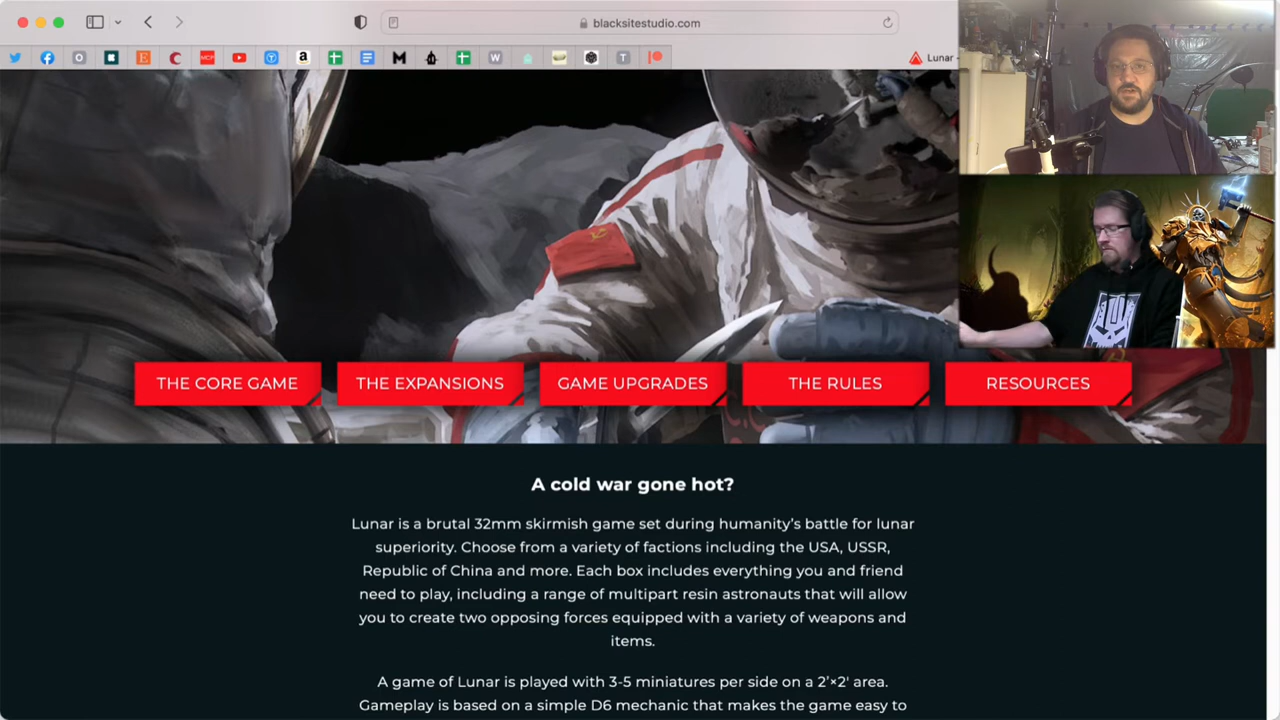 blacksitestudio.com
Lunar
THE CORE GAME
THE EXPANSIONS
GAME UPGRADES
THE RULES
RESOURCES
A cold war gone hot?
Lunar is a brutal 32mm skirmish game set during humanity's battle for lunar
superiority. Choose from a variety of factions including the USA, USSR,
Republic of China and more. Each box includes everything you and friend
need to play, including a range of multipart resin astronauts that will allow
you to create two opposing forces equipped with a variety of weapons and
items.
A game of Lunar is played with 3-5 miniatures per side on a 2'×2' area.
Gameplay is based on a simple D6 mechanic that makes the game easy to